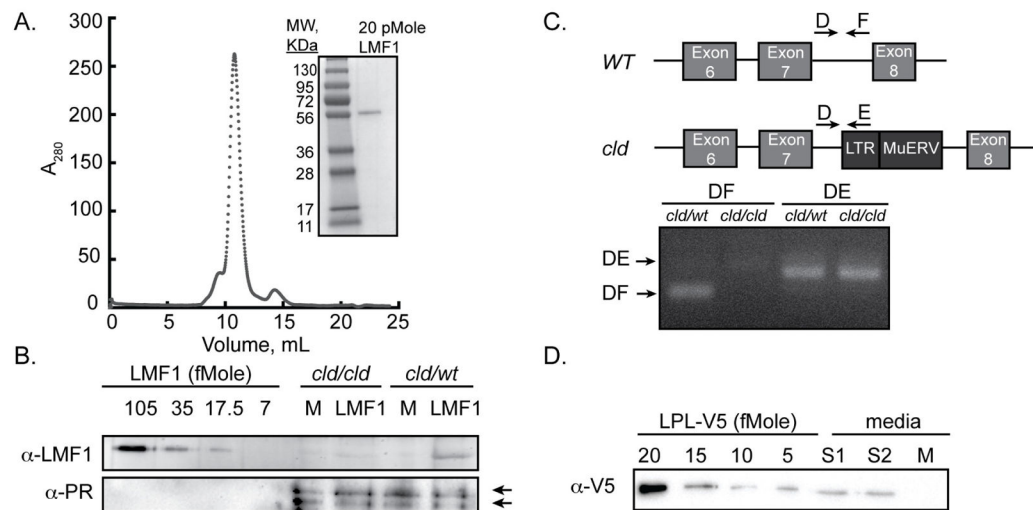 A.
300
250
200
150
100
50
0
A280
0 5 10 15 20 25
Volume, mL
MW, 20 pMole
KDa LMF1
130
95
72
56
36
28
17
11
B.
LMF1 (fMole) cld/cld cld/wt
105 35 17.5 7 M LMF1 M LMF1
α-LMF1
α-PR
C.
D F
WT Exon 6 Exon 7 Exon 8
D E
cld Exon 6 Exon 7 LTR MuERV Exon 8
DF DE
cld/wt cld/cld cld/wt cld/cld
DE
DF
D.
LPL-V5 (fMole) media
20 15 10 5 S1 S2 M
α-V5